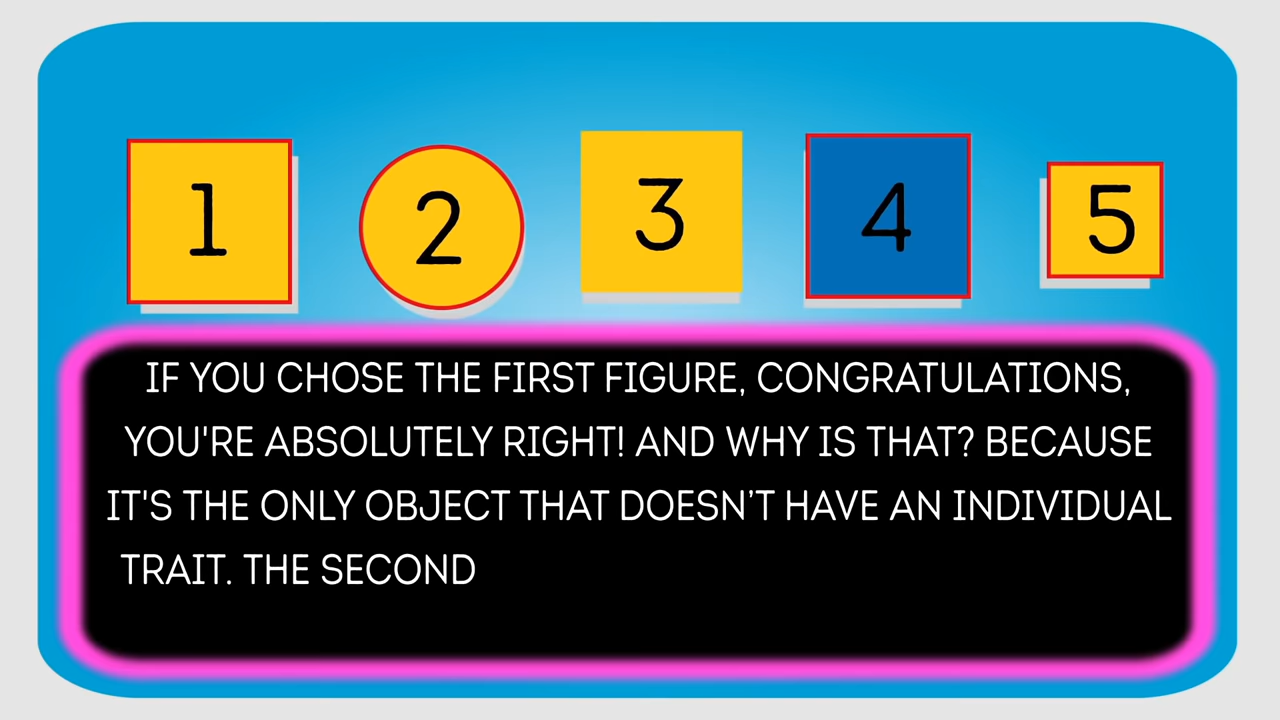 1 2 3 4 5
IF YOU CHOSE THE FIRST FIGURE, CONGRATULATIONS,
YOU'RE ABSOLUTELY RIGHT! AND WHY IS THAT? BECAUSE
IT'S THE ONLY OBJECT THAT DOESN’T HAVE AN INDIVIDUAL
TRAIT. THE SECOND